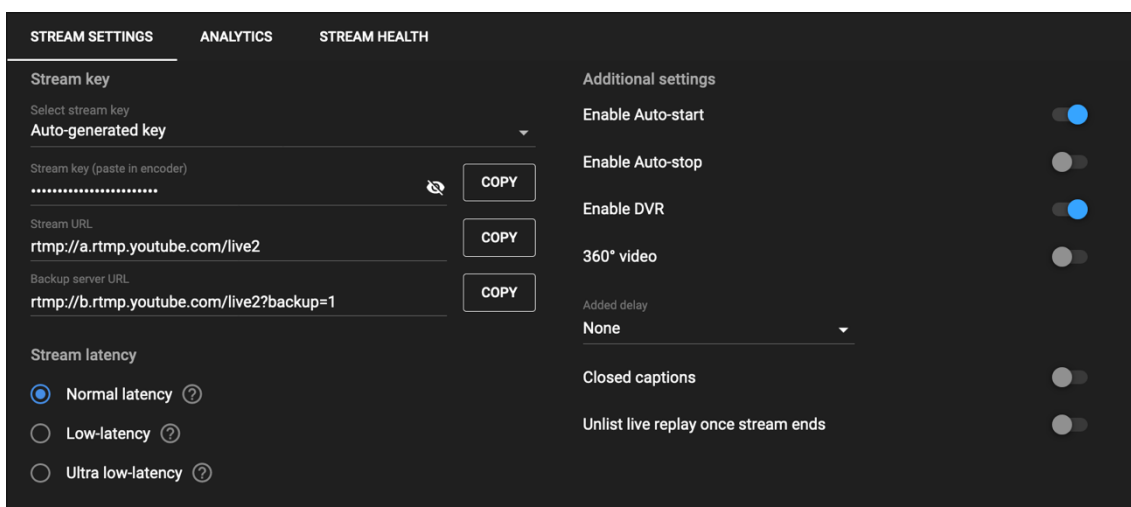 STREAM SETTINGS ANALYTICS STREAM HEALTH
Stream key
Select stream key
Auto-generated key
Stream key (paste in encoder)
•••••••••••••••••••••••• COPY
Stream URL
rtmp://a.rtmp.youtube.com/live2 COPY
Backup server URL
rtmp://b.rtmp.youtube.com/live2?backup=1 COPY
Stream latency
Normal latency ?
Low-latency ?
Ultra low-latency ?
Additional settings
Enable Auto-start
Enable Auto-stop
Enable DVR
360° video
Added delay
None
Closed captions
Unlist live replay once stream ends